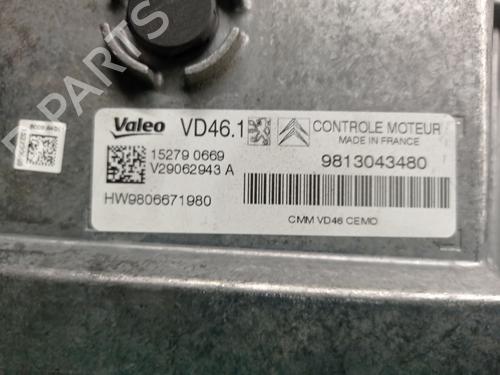 Valeo VD46.1 CONTROLE MOTEUR
MADE IN FRANCE
15279 0669
V29062943 A
9813043480
HW9806671980
CMM VD46 CEMO
B-PARTS